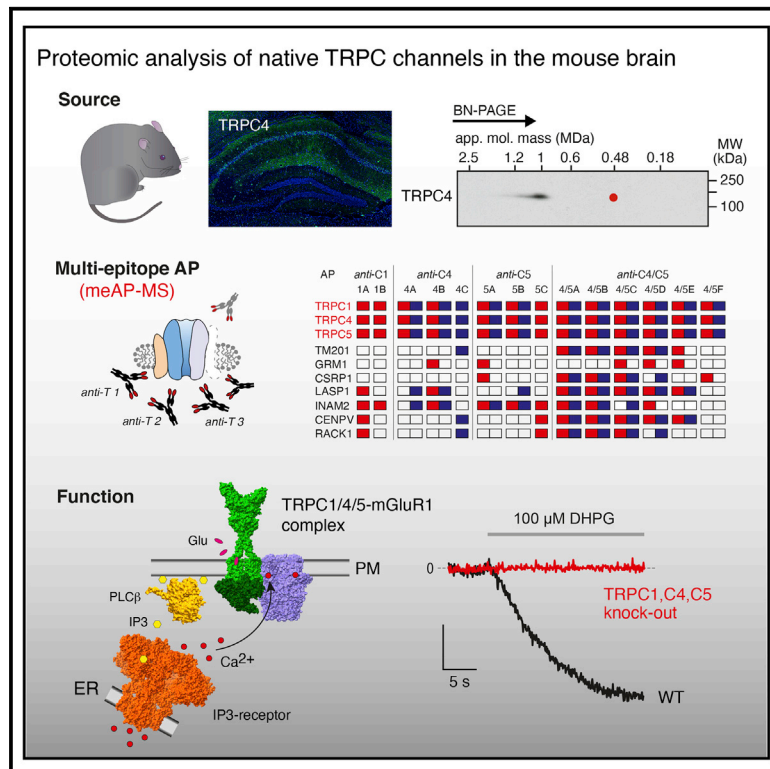 Proteomic analysis of native TRPC channels in the mouse brain
Source
TRPC4
BN-PAGE
app. mol. mass (MDa)
2.5 1.2 1 0.6 0.48 0.18
MW
(kDa)
TRPC4
250
100
Multi-epitope AP
(meAP-MS)
anti-T 1
anti-T 2
anti-T 3
AP anti-C1 anti-C4 anti-C5 anti-C4/C5
1A 1B 4A 4B 4C 5A 5B 5C 4/5A 4/5B 4/5C 4/5D 4/5E 4/5F
TRPC1
TRPC4
TRPC5
TM201
GRM1
CSRP1
LASP1
INAM2
CENPV
RACK1
Function
TRPC1/4/5-mGluR1
complex
Glu
PM
PLCβ
IP3
Ca2+
ER
IP3-receptor
100 µM DHPG
0
TRPC1,C4,C5
knock-out
5 s
WT